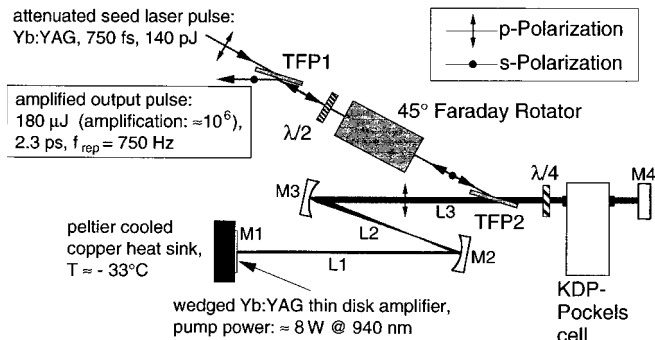 attenuated seed laser pulse:
Yb:YAG, 750 fs, 140 pJ
TFP1
p-Polarization
s-Polarization
amplified output pulse:
180 µJ (amplification: ≈10⁶),
2.3 ps, f rep = 750 Hz
λ/2
45° Faraday Rotator
λ/4
M4
M3
L3
TFP2
peltier cooled
copper heat sink,
T ≈ - 33°C
M1
L2
L1
M2
wedged Yb:YAG thin disk amplifier,
pump power: ≈ 8 W @ 940 nm
KDP-
Pockels
cell